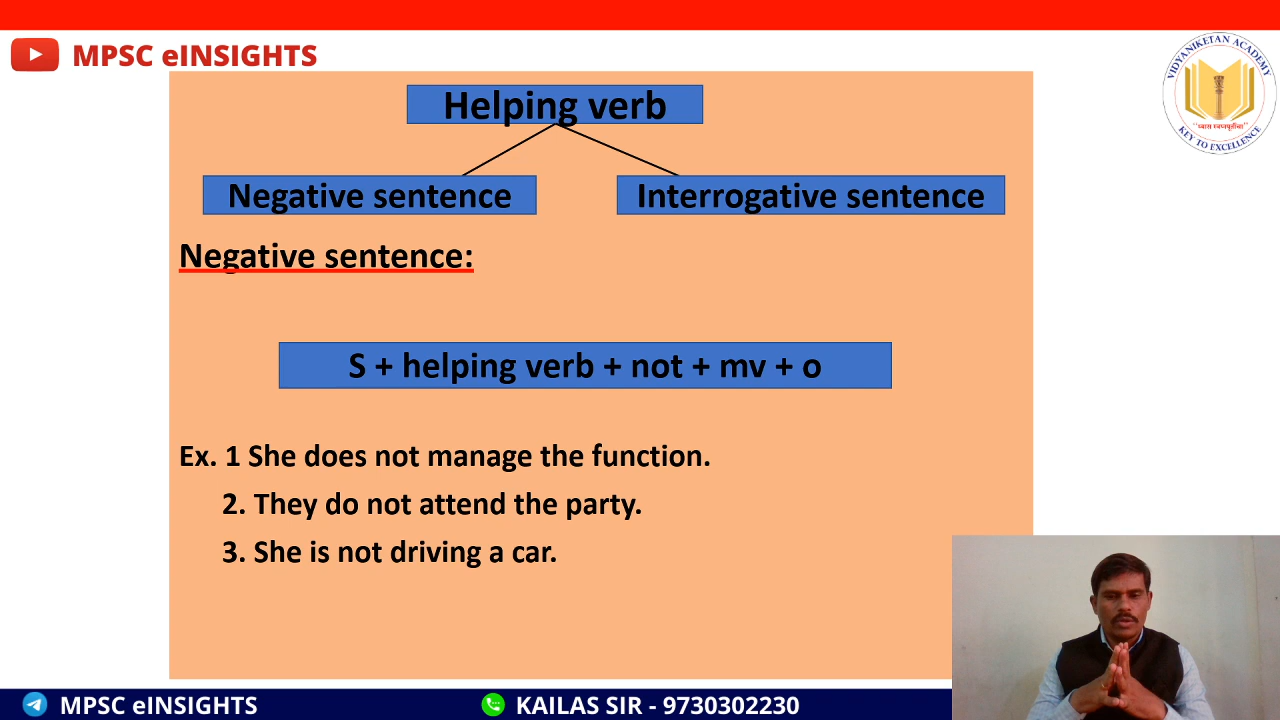 MPSC eINSIGHTS
VIDYANIKETAN ACADEMY
"ध्यास स्वप्नपूर्तीचा"
KEY TO EXCELLENCE
Helping verb
Negative sentence
Interrogative sentence
Negative sentence:
S + helping verb + not + mv + o
Ex. 1 She does not manage the function.
2. They do not attend the party.
3. She is not driving a car.
MPSC eINSIGHTS
KAILAS SIR - 9730302230